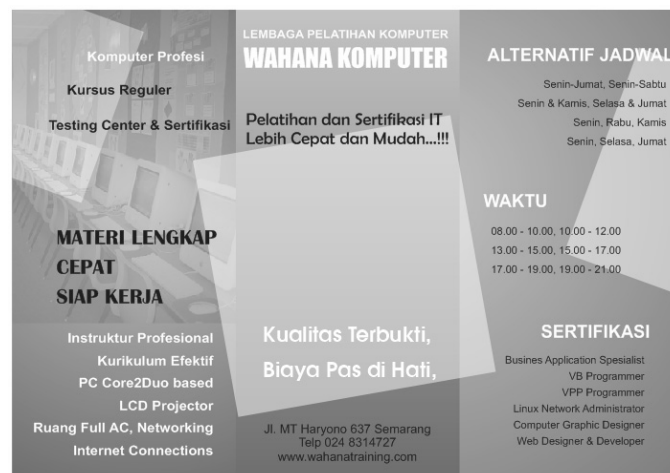 Komputer Profesi
Kursus Reguler
Testing Center & Sertifikasi
MATERI LENGKAP
CEPAT
SIAP KERJA
Instruktur Profesional
Kurikulum Efektif
PC Core2Duo based
LCD Projector
Ruang Full AC, Networking
Internet Connections
LEMBAGA PELATIHAN KOMPUTER
WAHANA KOMPUTER
Pelatihan dan Sertifikasi IT
Lebih Cepat dan Mudah...!!!
Kualitas Terbukti,
Biaya Pas di Hati,
Jl. MT Haryono 637 Semarang
Telp 024 8314727
www.wahanatraining.com
ALTERNATIF JADWAL
Senin-Jumat, Senin-Sabtu
Senin & Kamis, Selasa & Jumat
Senin, Rabu, Kamis
Senin, Selasa, Jumat
WAKTU
08.00 - 10.00, 10.00 - 12.00
13.00 - 15.00, 15.00 - 17.00
17.00 - 19.00, 19.00 - 21.00
SERTIFIKASI
Busines Application Spesialist
VB Programmer
VPP Programmer
Linux Network Administrator
Computer Graphic Designer
Web Designer & Developer